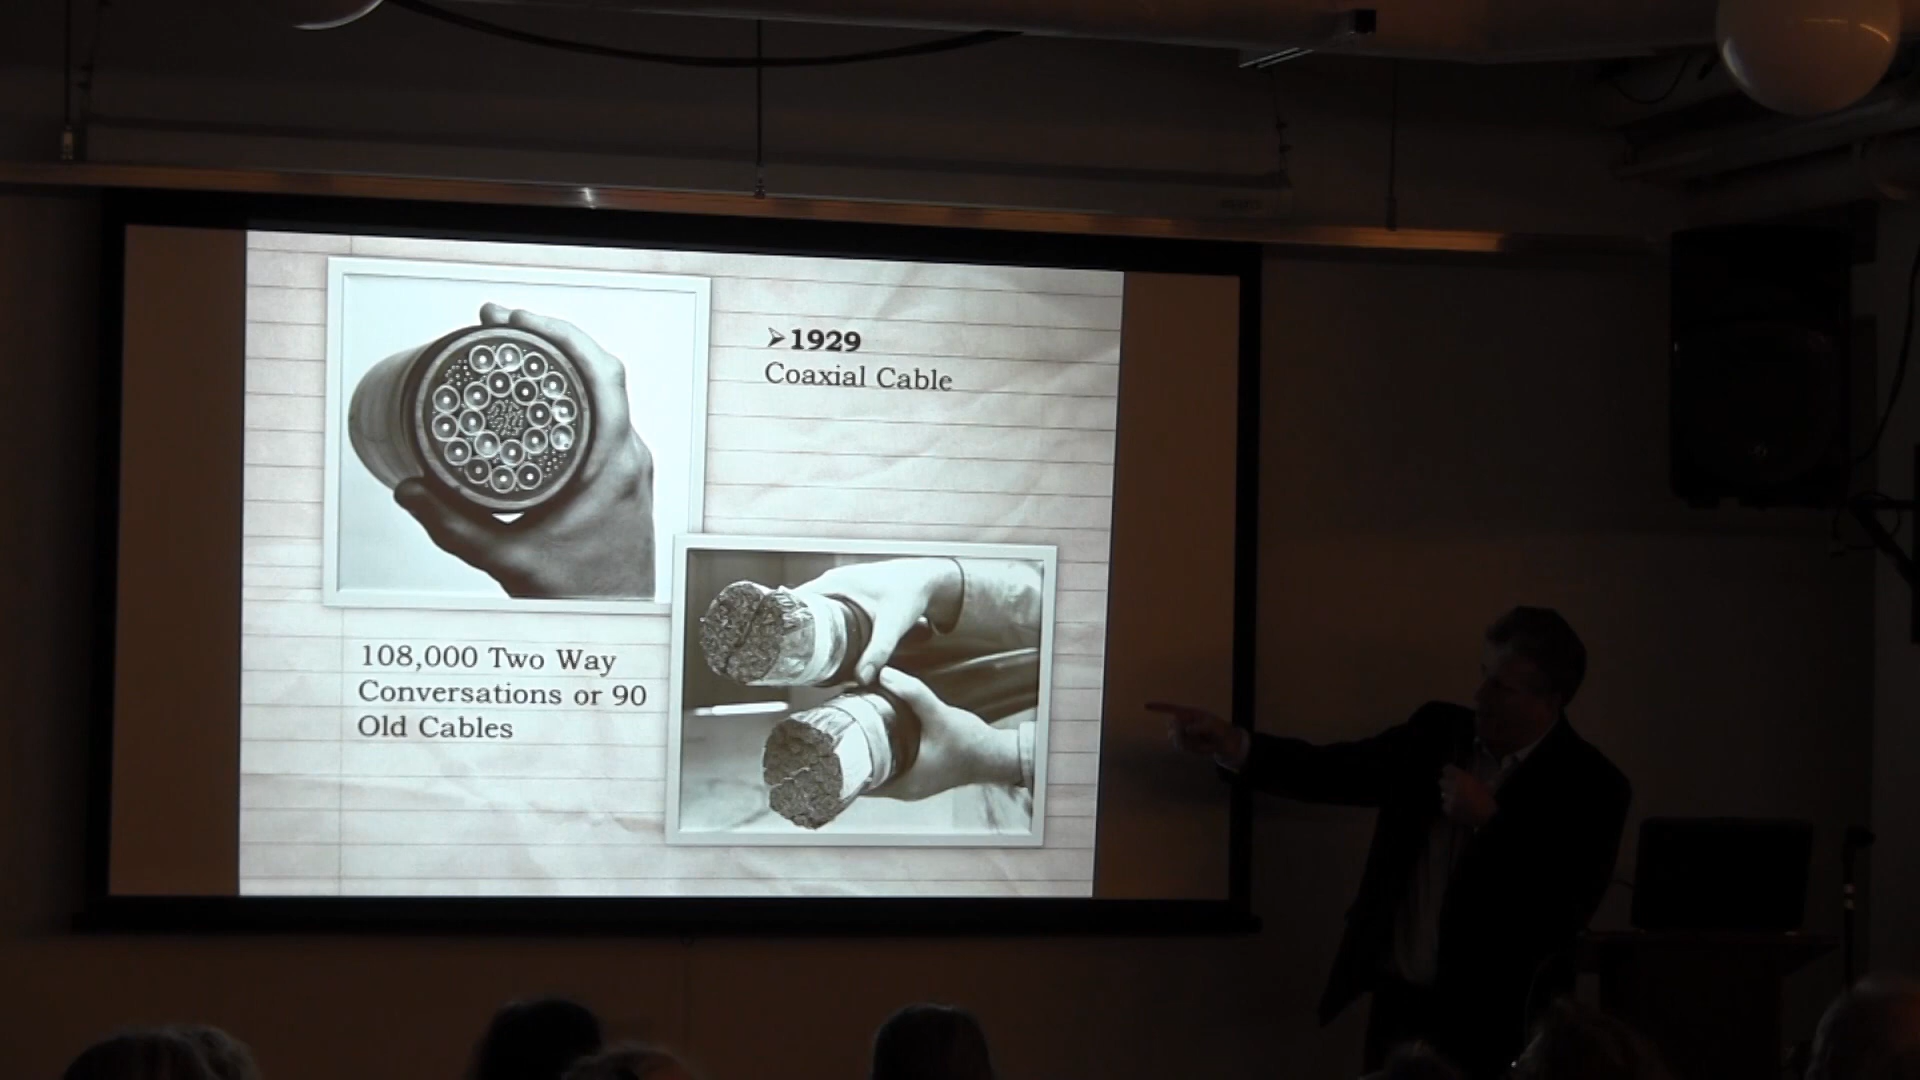 ➢1929
Coaxial Cable
108,000 Two Way
Conversations or 90
Old Cables